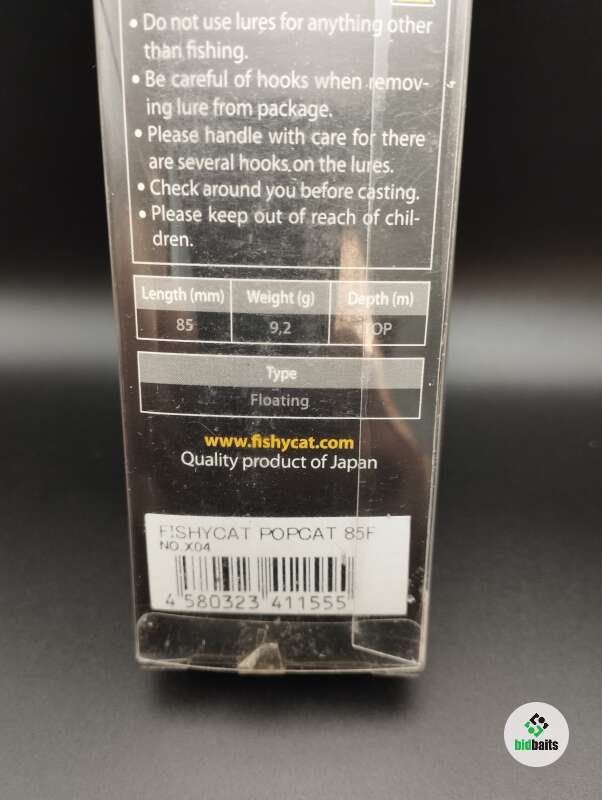 • Do not use lures for anything other
than fishing.
• Be careful of hooks when remov-
ing lure from package.
• Please handle with care for there
are several hooks on the lures.
• Check around you before casting.
• Please keep out of reach of chil-
dren.
Length (mm) Weight (g) Depth (m)
85 9,2 TOP
Type
Floating
www.fishycat.com
Quality product of Japan
FISHYCAT POPCAT 85F
NO X04
4 580323 411555
bidbaits